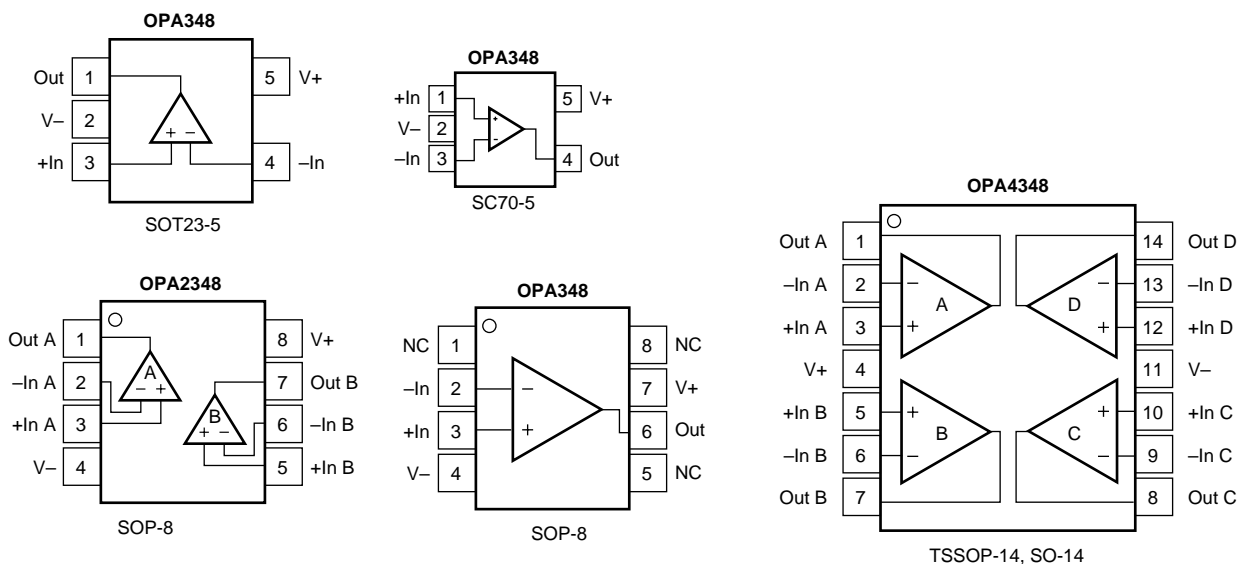 OPA348
Out 1
5 V+
V– 2
+In 3
+ –
4 –In
SOT23-5
OPA348
+In 1
5 V+
V– 2
–In 3
+
-
4 Out
SC70-5
OPA2348
Out A 1
8 V+
A
–In A 2
– +
7 Out B
B
+In A 3
+ –
6 –In B
V– 4
5 +In B
SOP-8
OPA348
NC 1
8 NC
–In 2
–
7 V+
+In 3
+
6 Out
V– 4
5 NC
SOP-8
OPA4348
Out A 1
14 Out D
–In A 2
–
–
13 –In D
A
D
+In A 3
+
+
12 +In D
V+ 4
11 V–
+In B 5
+
+
10 +In C
B
C
–In B 6
–
–
9 –In C
Out B 7
8 Out C
TSSOP-14, SO-14